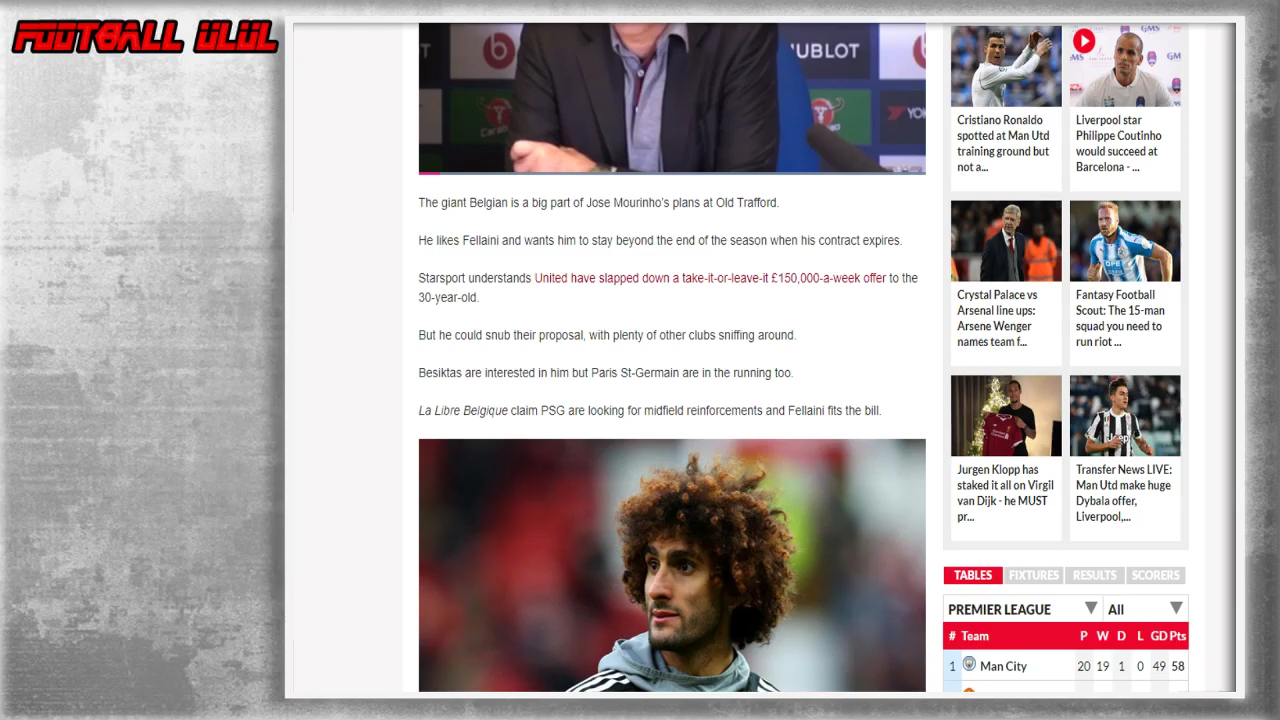 FOOTBALL ÜLÜL
HUBLOT
The giant Belgian is a big part of Jose Mourinho's plans at Old Trafford.
He likes Fellaini and wants him to stay beyond the end of the season when his contract expires.
Starsport understands United have slapped down a take-it-or-leave-it £150,000-a-week offer to the
30-year-old.
But he could snub their proposal, with plenty of other clubs sniffing around.
Besiktas are interested in him but Paris St-Germain are in the running too.
La Libre Belgique claim PSG are looking for midfield reinforcements and Fellaini fits the bill.
GMS
Cristiano Ronaldo
spotted at Man Utd
training ground but
not a...
Liverpool star
Philippe Coutinho
would succeed at
Barcelona - ...
Crystal Palace vs
Arsenal line ups:
Arsene Wenger
names team f...
Fantasy Football
Scout: The 15-man
squad you need to
run riot ...
Jeep
Jurgen Klopp has
staked it all on Virgil
van Dijk - he MUST
pr...
Transfer News LIVE:
Man Utd make huge
Dybala offer,
Liverpool,...
TABLES FIXTURES RESULTS SCORERS
PREMIER LEAGUE All
# Team P W D L GD Pts
1 Man City 20 19 1 0 49 58